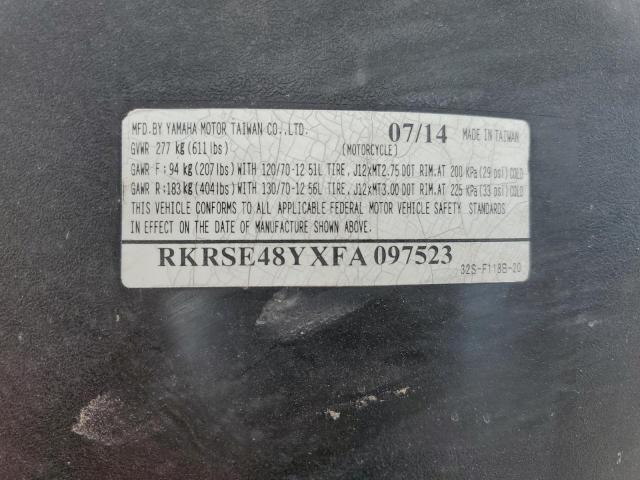 MFD.BY YAMAHA MOTOR TAIWAN CO.,LTD. 07/14 MADE IN TAIWAN
GVWR 277 kg (611 lbs) (MOTORCYCLE)
GAWR F: 94 kg (207 lbs) WITH 120/70-12 51L TIRE, J12xMT2.75 DOT RIM. AT 200 KPa (29 psi) COLD
GAWR R: 183 kg (404 lbs) WITH 130/70-12 56L TIRE, J12xMT3.00 DOT RIM. AT 225 KPa (33 psi) COLD
THIS VEHICLE CONFORMS TO ALL APPLICABLE FEDERAL MOTOR VEHICLE SAFETY STANDARDS
IN EFFECT ON THE DATE OF MANUFACTURE SHOWN ABOVE.
RKRSE48YXFA 097523 32S-F118B-20